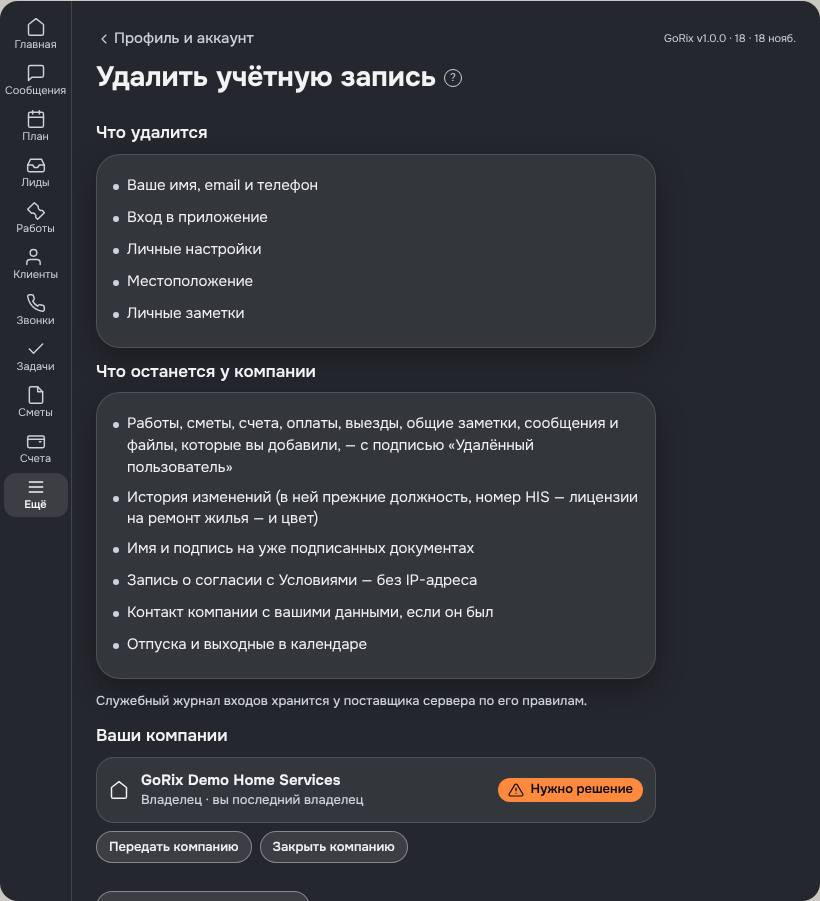 Главная
Сообщения
План
Лиды
Работы
Клиенты
Звонки
Задачи
Сметы
Счета
Ещё
Профиль и аккаунт
GoRix v1.0.0 · 18 · 18 нояб.
Удалить учётную запись ?
Что удалится
Ваше имя, email и телефон
Вход в приложение
Личные настройки
Местоположение
Личные заметки
Что останется у компании
Работы, сметы, счета, оплаты, выезды, общие заметки, сообщения и
файлы, которые вы добавили, — с подписью «Удалённый
пользователь»
История изменений (в ней прежние должность, номер HIS — лицензии
на ремонт жилья — и цвет)
Имя и подпись на уже подписанных документах
Запись о согласии с Условиями — без IP-адреса
Контакт компании с вашими данными, если он был
Отпуска и выходные в календаре
Служебный журнал входов хранится у поставщика сервера по его правилам.
Ваши компании
GoRix Demo Home Services
Владелец · вы последний владелец
Нужно решение
Передать компанию
Закрыть компанию